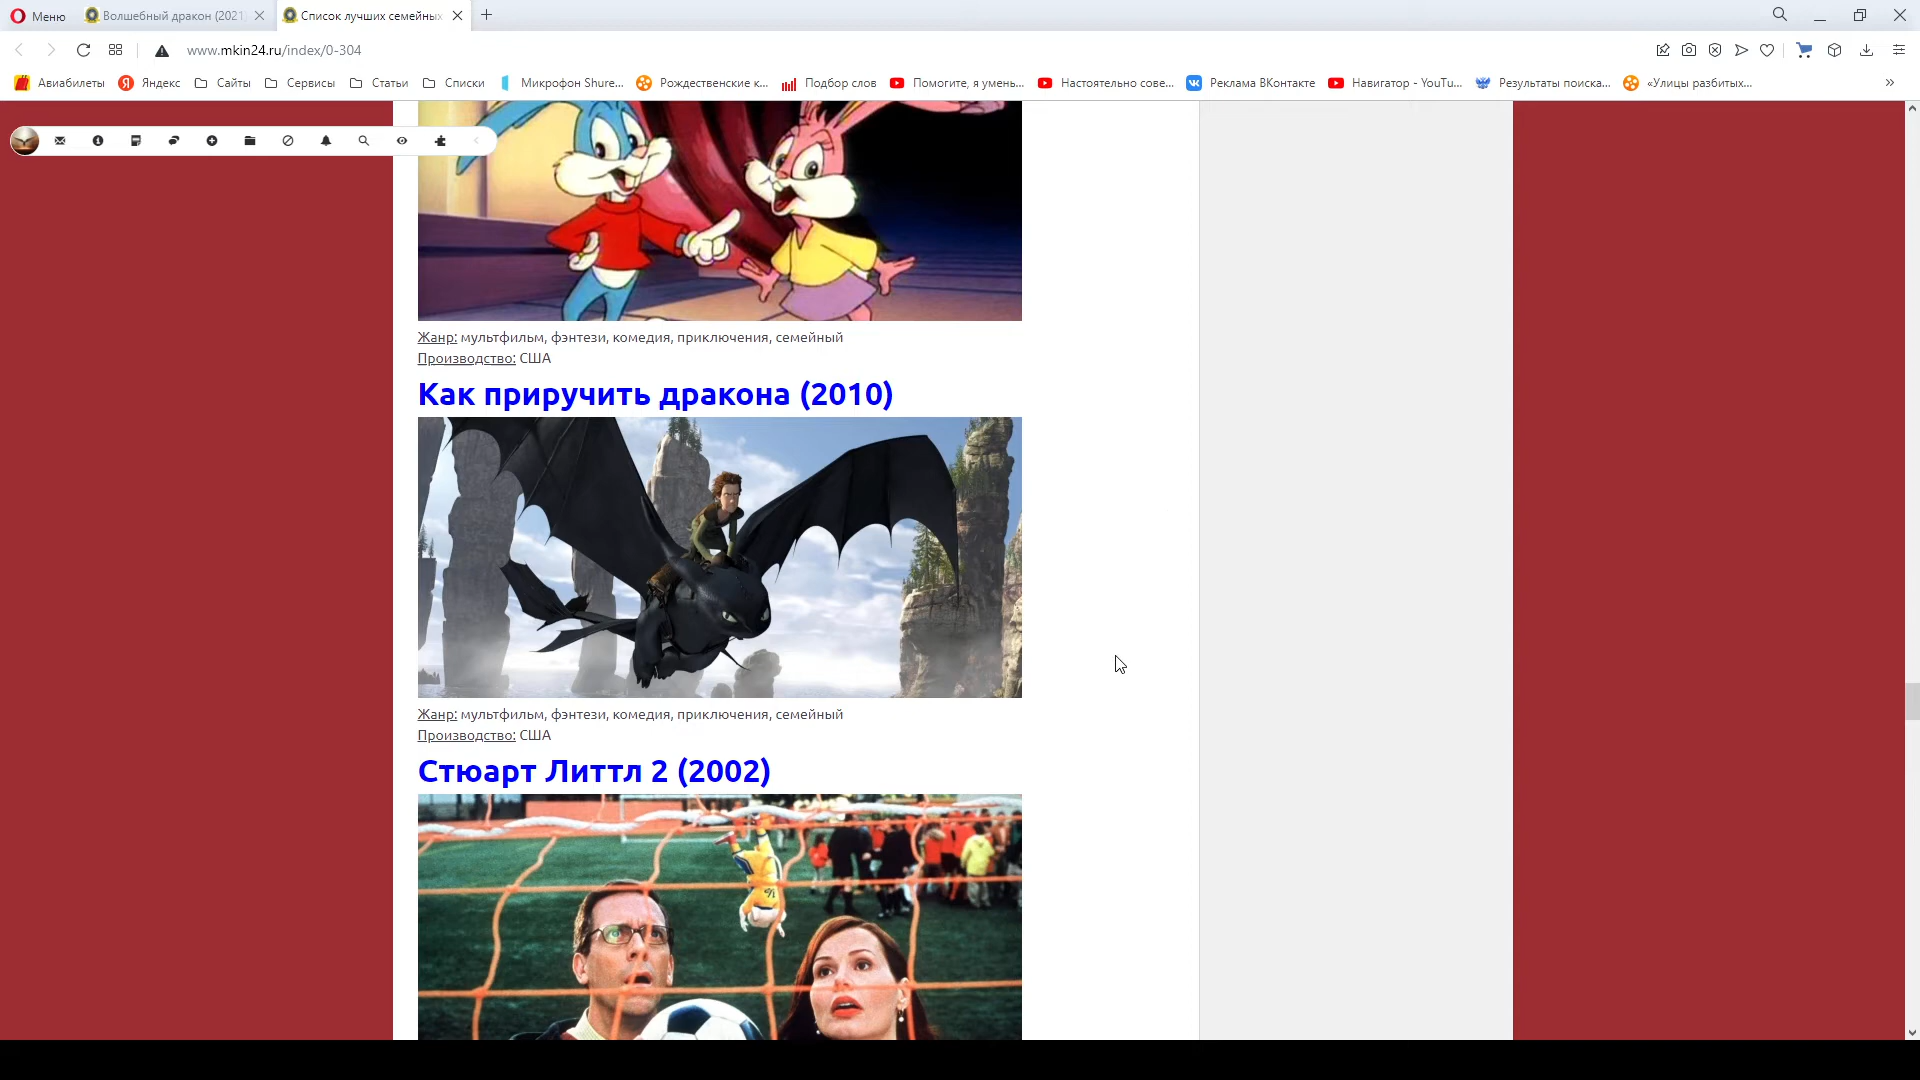 Меню
Волшебный дракон (2021
Список лучших семейных
www.mkin24.ru/index/0-304
Авиабилеты
Яндекс
Сайты
Сервисы
Статьи
Списки
Микрофон Shure...
Рождественские к...
Подбор слов
Помогите, я умень...
Настоятельно сове...
Реклама ВКонтакте
Навигатор - YouTu...
Результаты поиска...
«Улицы разбитых...
Жанр: мультфильм, фэнтези, комедия, приключения, семейный
Производство: США
Как приручить дракона (2010)
Жанр: мультфильм, фэнтези, комедия, приключения, семейный
Производство: США
Стюарт Литтл 2 (2002)